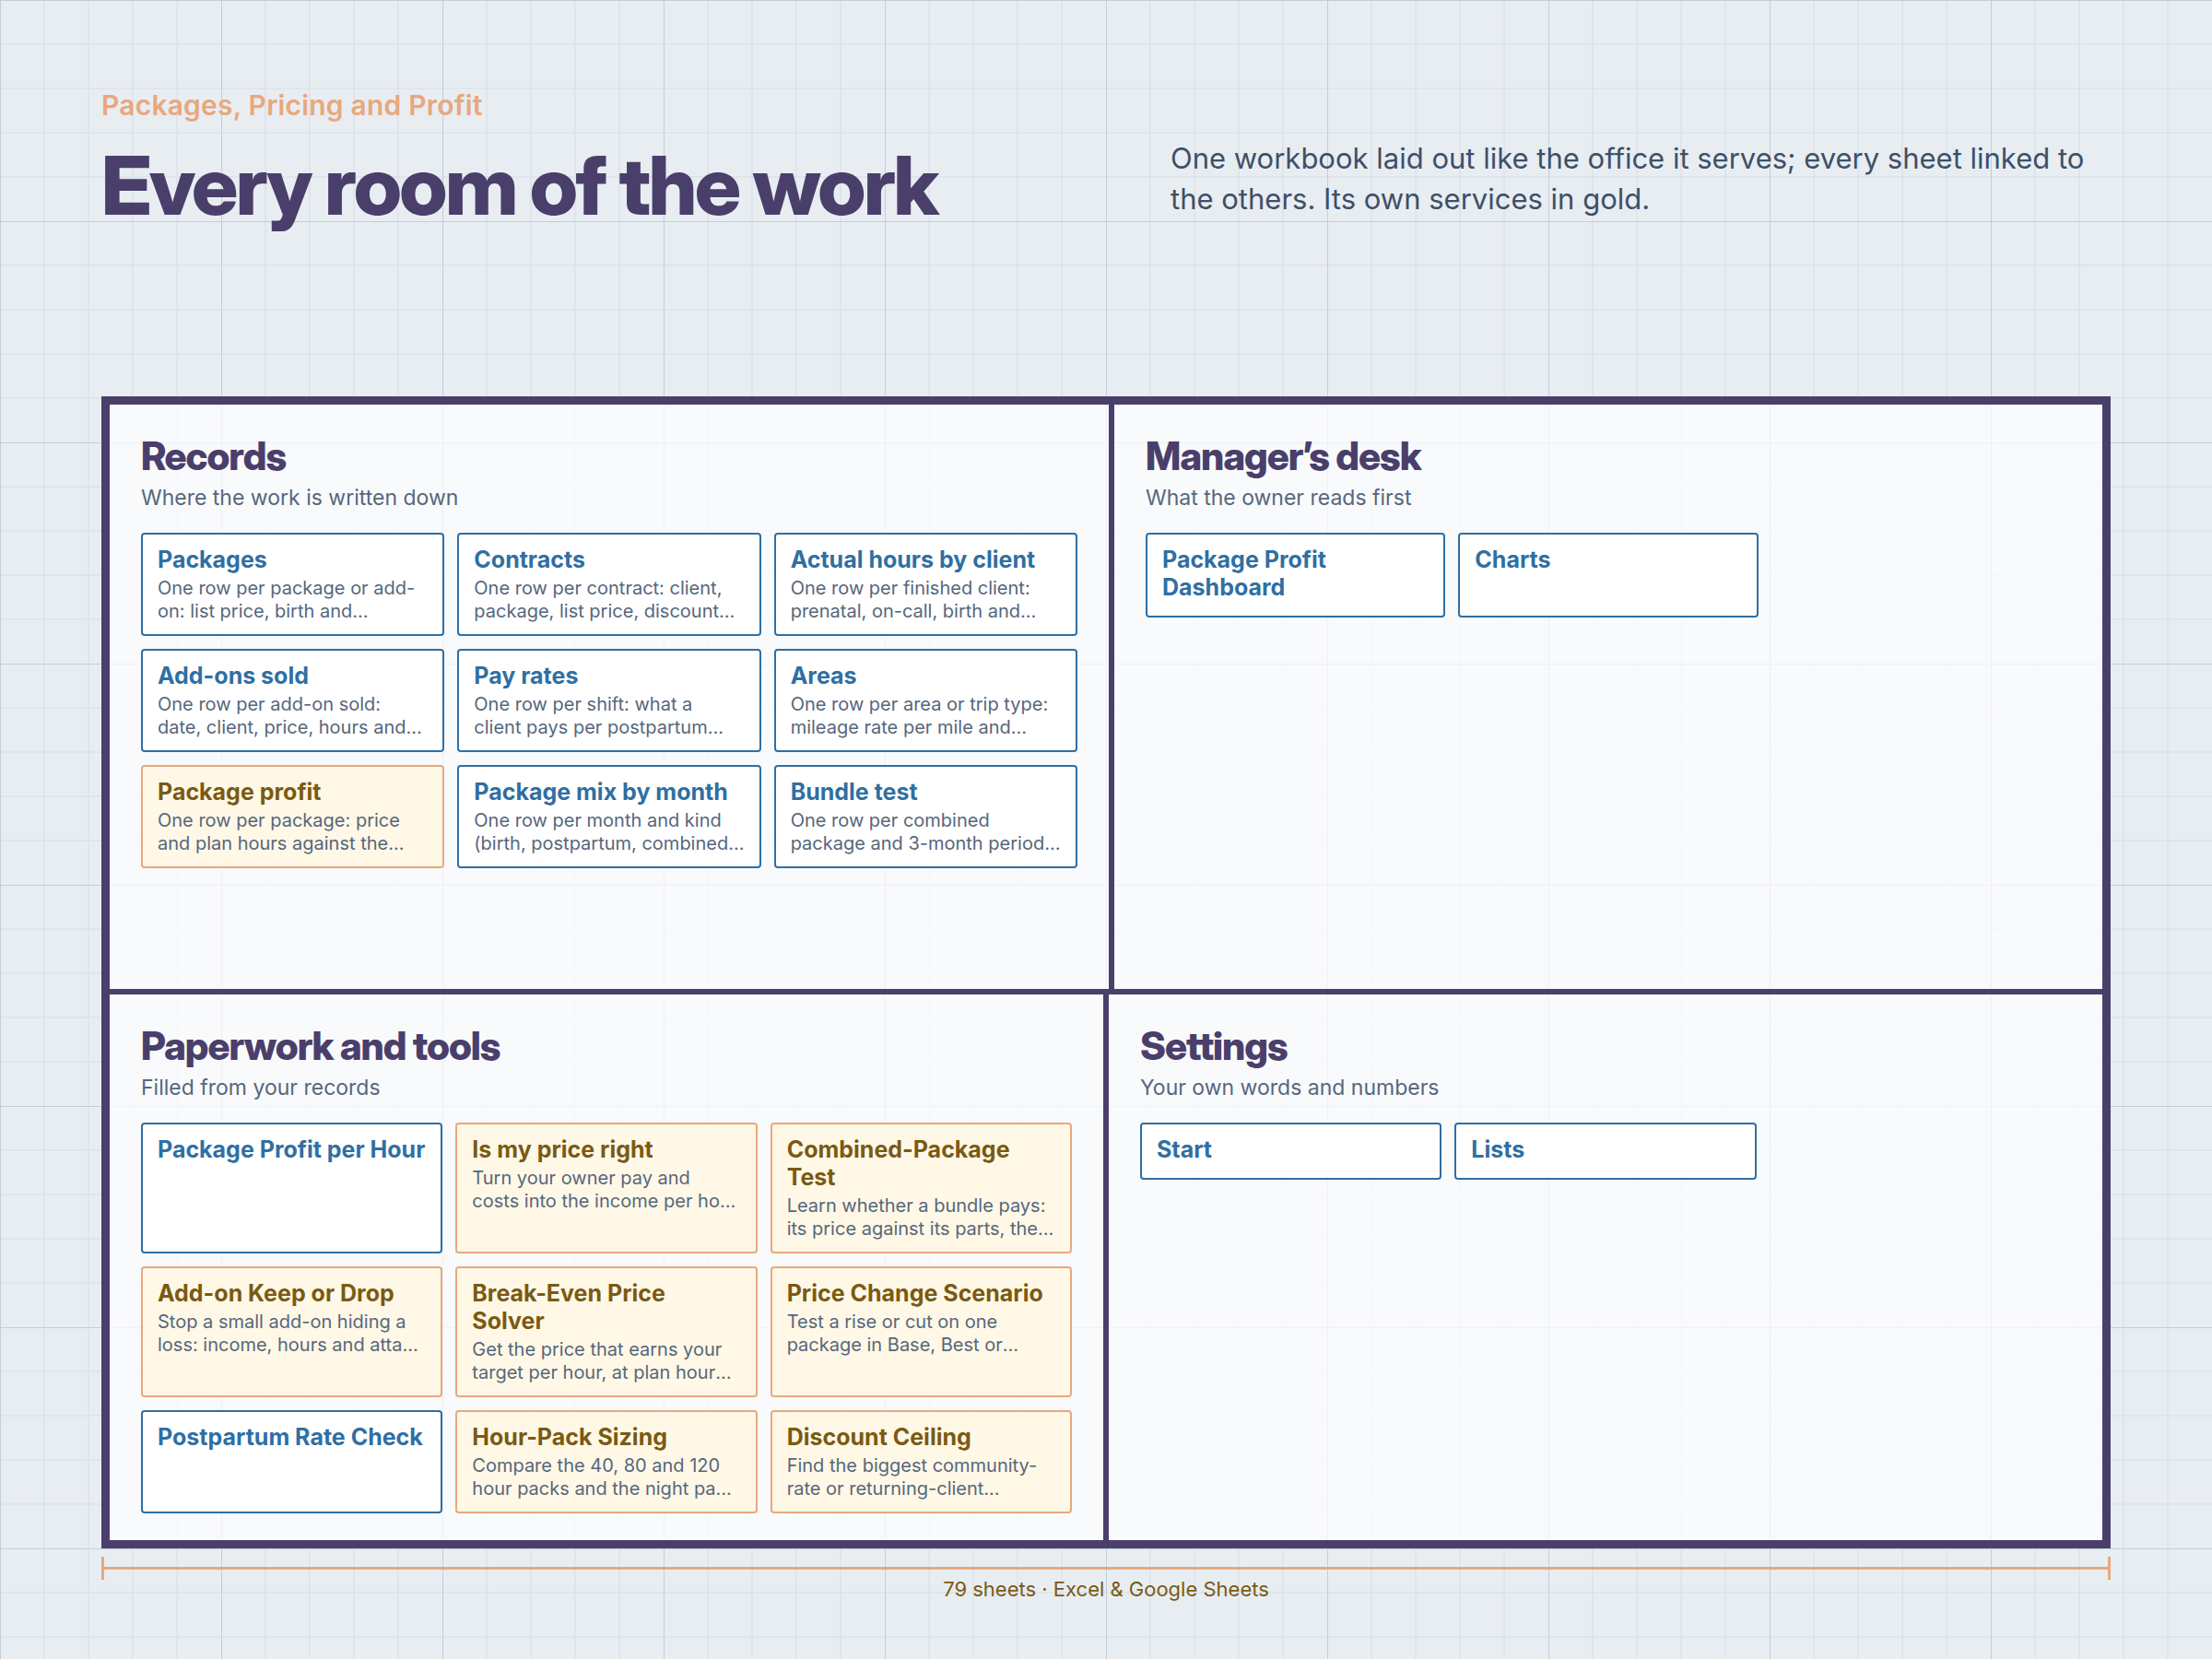 Packages, Pricing and Profit
Every room of the work
One workbook laid out like the office it serves; every sheet linked to
the others. Its own services in gold.
Records
Where the work is written down
Packages
One row per package or add-
on: list price, birth and...
Contracts
One row per contract: client,
package, list price, discount...
Actual hours by client
One row per finished client:
prenatal, on-call, birth and...
Add-ons sold
One row per add-on sold:
date, client, price, hours and...
Pay rates
One row per shift: what a
client pays per postpartum...
Areas
One row per area or trip type:
mileage rate per mile and...
Package profit
One row per package: price
and plan hours against the...
Package mix by month
One row per month and kind
(birth, postpartum, combined...
Bundle test
One row per combined
package and 3-month period...
Manager’s desk
What the owner reads first
Package Profit
Dashboard
Charts
Paperwork and tools
Filled from your records
Package Profit per Hour
Is my price right
Turn your owner pay and
costs into the income per ho...
Combined-Package
Test
Learn whether a bundle pays:
its price against its parts, the...
Add-on Keep or Drop
Stop a small add-on hiding a
loss: income, hours and atta...
Break-Even Price
Solver
Get the price that earns your
target per hour, at plan hour...
Price Change Scenario
Test a rise or cut on one
package in Base, Best or...
Postpartum Rate Check
Hour-Pack Sizing
Compare the 40, 80 and 120
hour packs and the night pa...
Discount Ceiling
Find the biggest community-
rate or returning-client...
Settings
Your own words and numbers
Start
Lists
79 sheets · Excel & Google Sheets